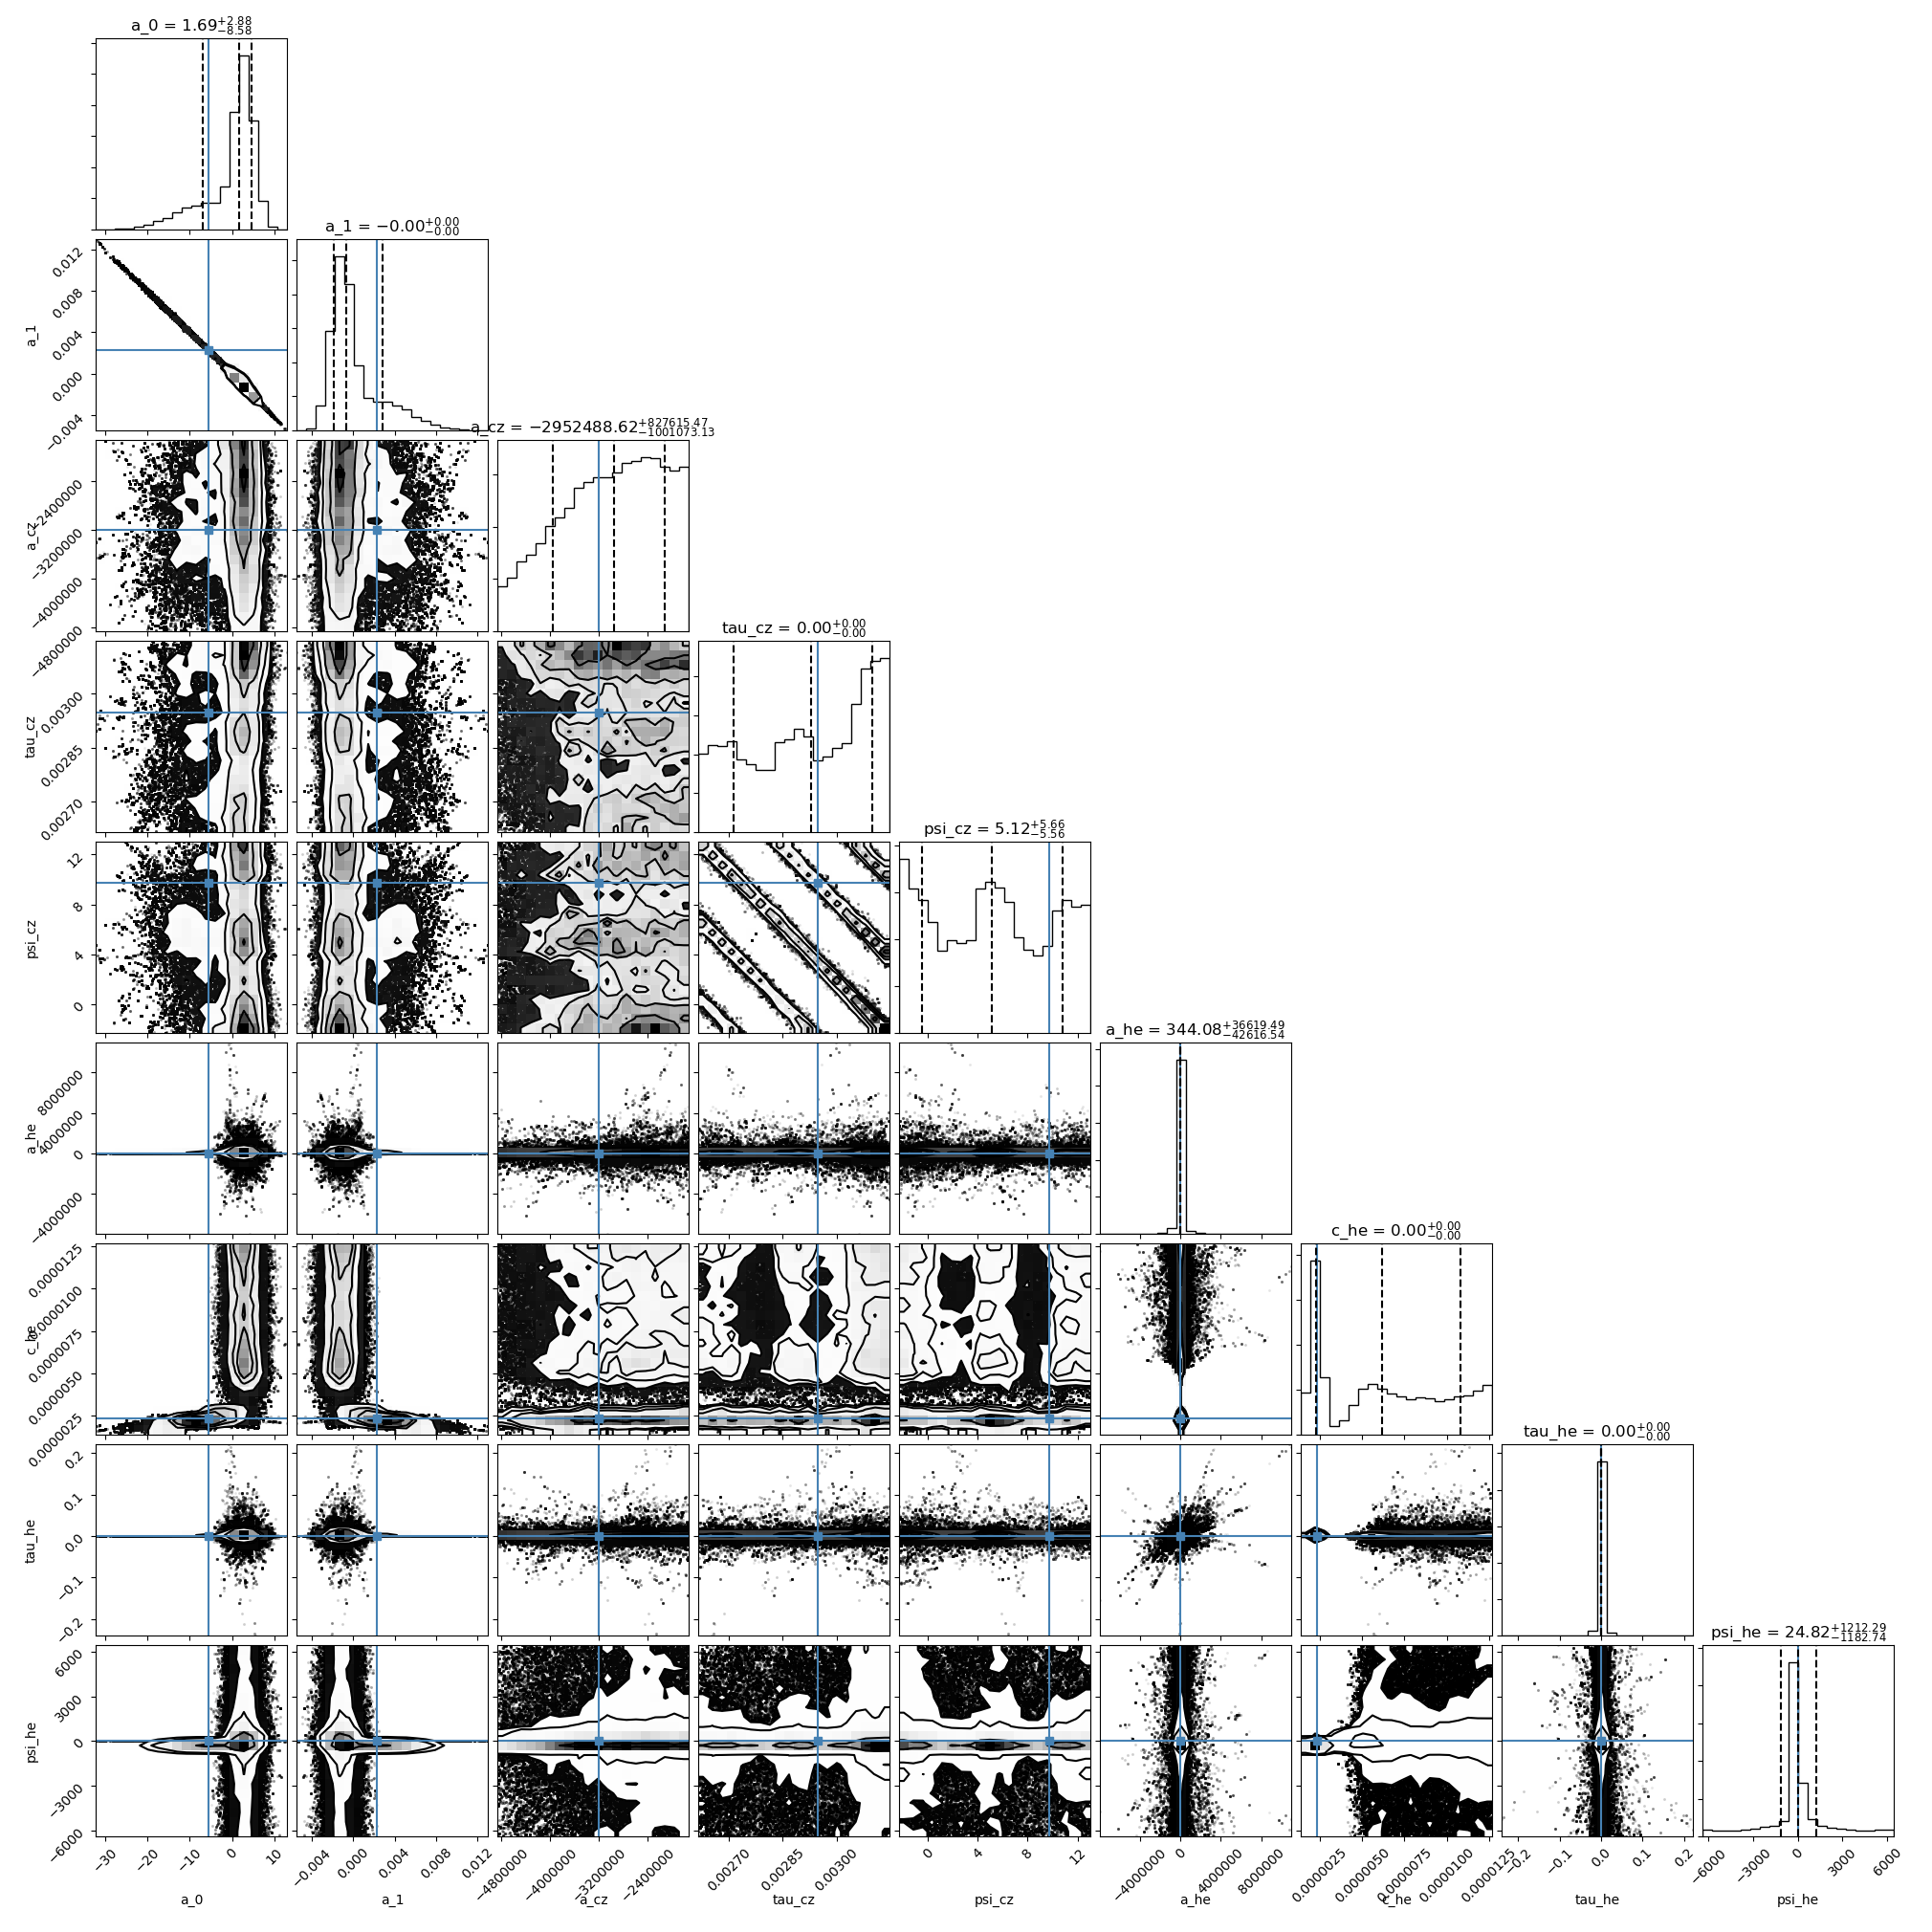 a_0 = 1.69 +2.88 −8.58
a_1 = −0.00 +0.00 −0.00
0.012
0.008
0.004
0.000
−0.004
a_1
a_cz = −2952488.62 +827615.47 −1001073.13
−2400000
−3200000
−4000000
−4800000
a_cz
tau_cz = 0.00 +0.00 −0.00
0.00300
0.00285
0.00270
tau_cz
psi_cz = 5.12 +5.66 −5.56
12
8
4
0
psi_cz
a_he = 344.08 +36619.49 −42616.54
8000000
4000000
0
−4000000
a_he
c_he = 0.00 +0.00 −0.00
0.0000125
0.0000100
0.0000075
0.0000050
0.0000025
c_he
tau_he = 0.00 +0.00 −0.00
0.2
0.1
0.0
−0.1
−0.2
tau_he
psi_he = 24.82 +1212.29 −1182.74
6000
3000
0
−3000
−6000
psi_he
−30 −20 −10 0 10
−0.004 0.000 0.004 0.008 0.012
−4800000 −4000000 −3200000 −2400000
0.00270 0.00285 0.00300
0 4 8 12
−4000000 0 4000000 8000000
0.0000025 0.0000050 0.0000075 0.0000100 0.0000125
−0.2 −0.1 0.0 0.1 0.2
−6000 −3000 0 3000 6000
a_0 a_1 a_cz tau_cz psi_cz a_he c_he tau_he psi_he